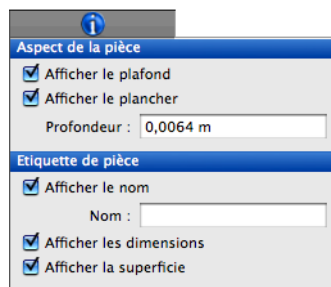 Aspect de la pièce
Afficher le plafond
Afficher le plancher
Profondeur : 0,0064 m
Etiquette de pièce
Afficher le nom
Nom :
Afficher les dimensions
Afficher la superficie